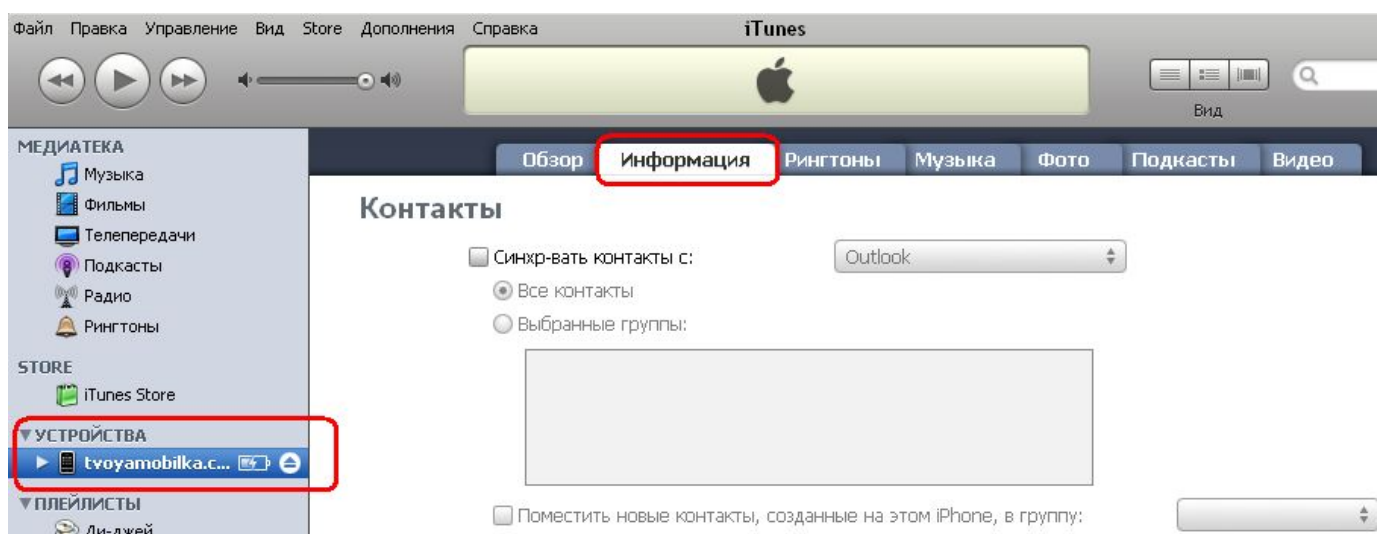 Файл Правка Управление Вид Store Дополнения Справка iTunes
Вид
МЕДИАТЕКА
Музыка
Фильмы
Телепередачи
Подкасты
Радио
Рингтоны
STORE
iTunes Store
УСТРОЙСТВА
tvoyamobilka.c...
ПЛЕЙЛИСТЫ
Ди-джей
Обзор Информация Рингтоны Музыка Фото Подкасты Видео
Контакты
Синхр-вать контакты с: Outlook
Все контакты
Выбранные группы:
Поместить новые контакты, созданные на этом iPhone, в группу: